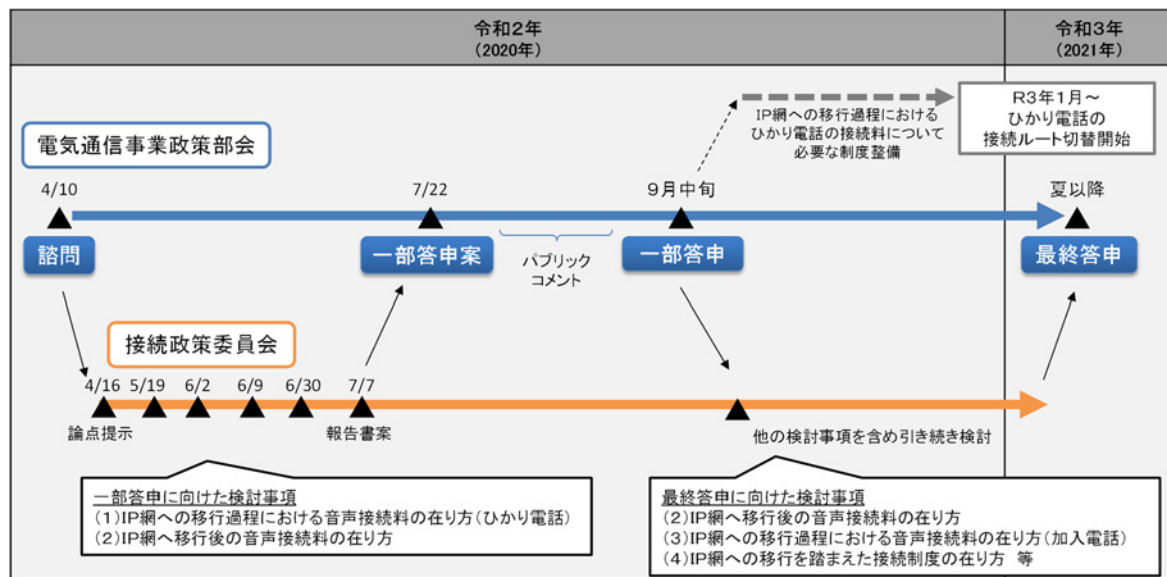 令和2年
(2020年)
令和3年
(2021年)
電気通信事業政策部会
IP網への移行過程における
ひかり電話の接続料について
必要な制度整備
R3年1月～
ひかり電話の
接続ルート切替開始
4/10
7/22
9月中旬
夏以降
諮問
一部答申案
パブリック
コメント
一部答申
最終答申
接続政策委員会
4/16
5/19
6/2
6/9
6/30
7/7
論点提示
報告書案
他の検討事項を含め引き続き検討
一部答申に向けた検討事項
(1)IP網への移行過程における音声接続料の在り方(ひかり電話)
(2)IP網へ移行後の音声接続料の在り方
最終答申に向けた検討事項
(2)IP網へ移行後の音声接続料の在り方
(3)IP網への移行過程における音声接続料の在り方(加入電話)
(4)IP網への移行を踏まえた接続制度の在り方 等